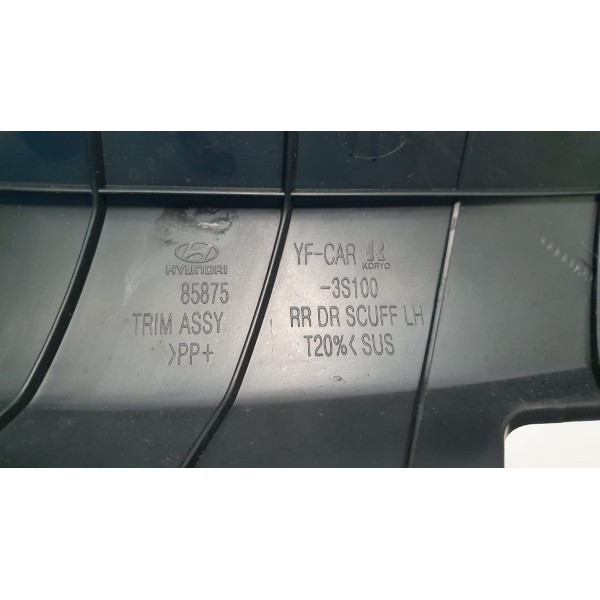 YF-CAR KORYO
HYUNDAI
85875 -3S100
TRIM ASSY RR DR SCUFF LH
>PP+ T20%< SUS